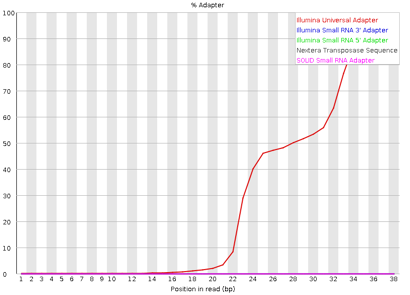 % Adapter
100
90
80
70
60
50
40
30
20
10
0
Illumina Universal Adapter
Illumina Small RNA 3' Adapter
Illumina Small RNA 5' Adapter
Nextera Transposase Sequence
SOLID Small RNA Adapter
1 2 3 4 5 6 7 8 9 10 12 14 16 18 20 22 24 26 28 30 32 34 36 38
Position in read (bp)